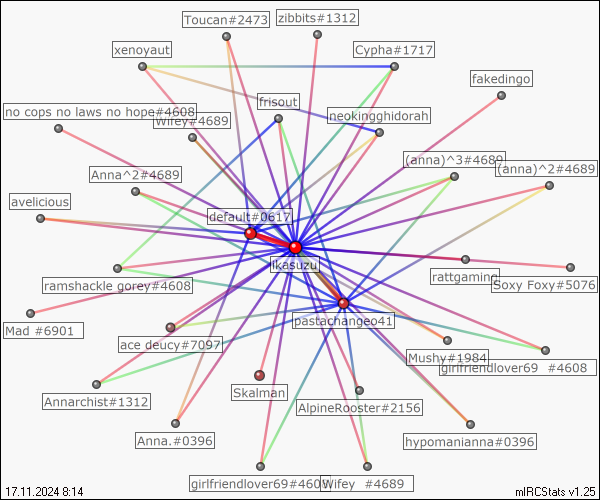 Toucan#2473
zibbits#1312
xenoyaut
Cypha#1717
fakedingo
frisout
no cops no laws no hope#4608
neokingghidorah
Wifey#4689
(anna)^3#4689
(anna)^2#4689
Anna^2#4689
avelicious
default#0617
ikasuzu
rattgaming
ramshackle gorey#4608
Soxy Foxy#5076
pastachangeo41
Mad #6901
ace deucy#7097
Mushy#1984
girlfriendlover69 #4608
Skalman
Annarchist#1312
AlpineRooster#2156
Anna.#0396
hypomanianna#0396
girlfriendlover69#4608
Wifey #4689
17.11.2024 8:14
mIRCStats v1.25